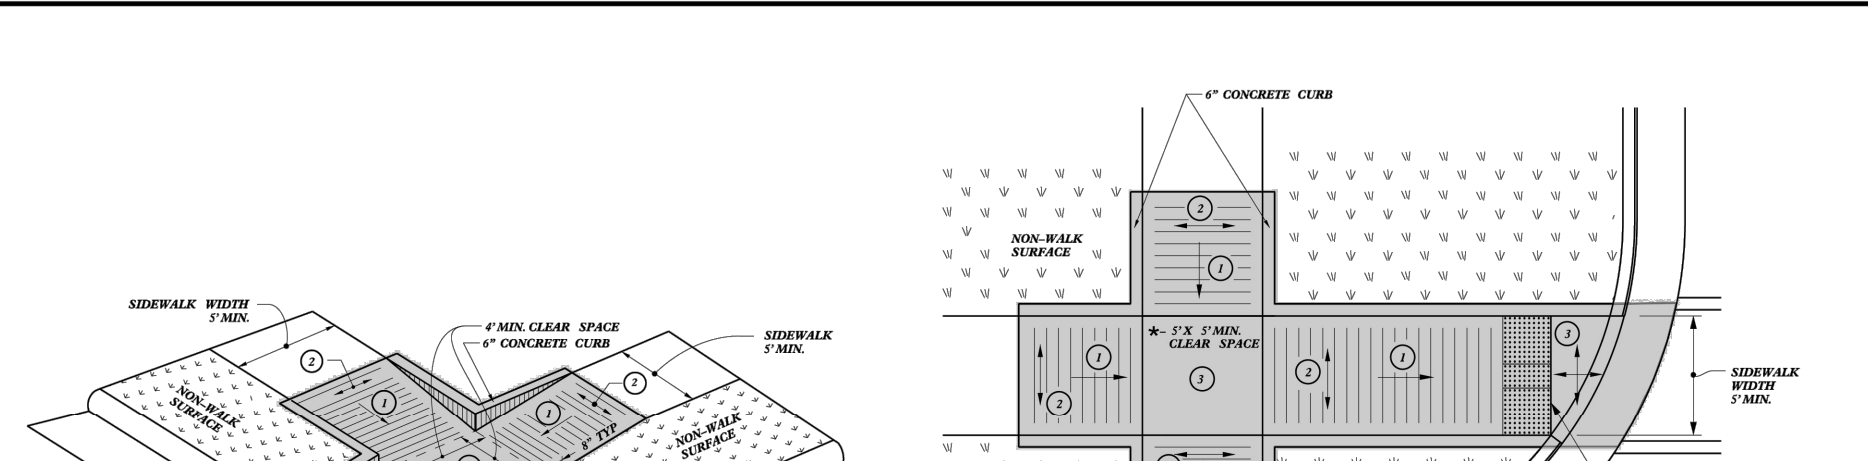 SIDEWALK WIDTH
5' MIN.
2
4' MIN. CLEAR SPACE
6" CONCRETE CURB
SIDEWALK
5' MIN.
2
1
1
8" TYP
NON-WALK
SURFACE
NON-WALK
SURFACE
6" CONCRETE CURB
2
NON-WALK
SURFACE
1
*- 5' X 5' MIN.
CLEAR SPACE
3
1
2
1
3
2
SIDEWALK
WIDTH
5' MIN.